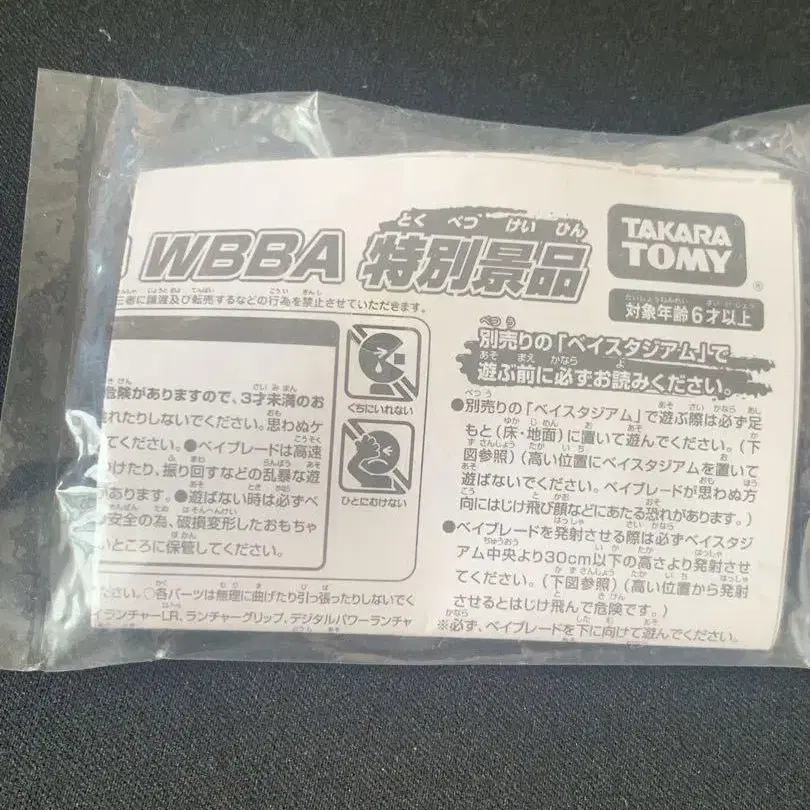 WBBA 特別景品
とくべつけいひん
TAKARA
TOMY
®
対象年齢6才以上
三者に譲渡及び転売するなどの行為を禁止させていただきます。
危険がありますので、3才未満のお
れたりしないでください。思わぬケ
てください。●ベイブレードは高速
つけたり、振り回すなどの乱暴な遊
があります。●遊ばない時は必ずベ
安全の為、破損変形したおもちゃ
いところに保管してください。
くちにいれない
ひとにむけない
ださい。○各パーツは無理に曲げたり引っ張ったりしないでく
イランチャーLR、ランチャーグリップ、デジタルパワーランチャ
別売りの「ベイスタジアム」で
遊ぶ前に必ずお読みください。
●別売りの「ベイスタジアム」で遊ぶ際は必ず足
もと(床・地面)に置いて遊んでください。(下
図参照)(高い位置にベイスタジアムを置いて
遊ばないでください。ベイブレードが思わぬ方
向にはじけ飛び顔などにあたる恐れがあります。)
●ベイブレードを発射させる際は必ずベイスタジ
アム中央より30cm以下の高さより発射させ
てください。(下図参照)(高い位置から発射
させるとはじけ飛んで危険です。)
※必ず、ベイブレードを下に向けて遊んでください。